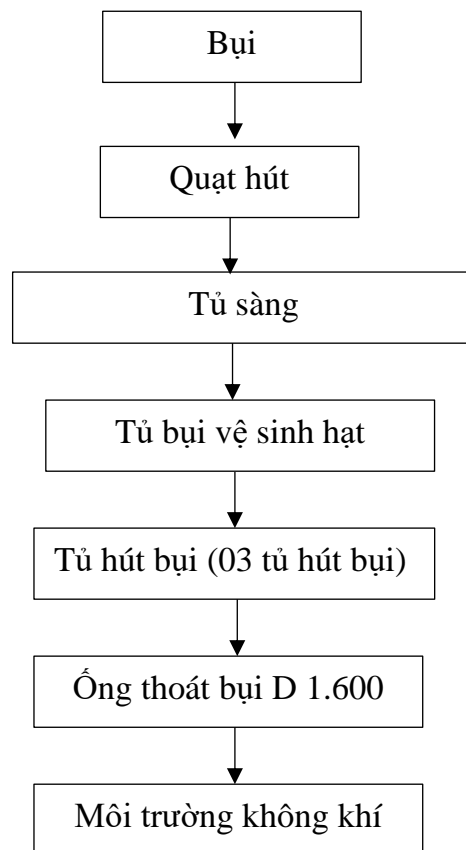 Bụi
Quạt hút
Tủ sàng
Tủ bụi vệ sinh hạt
Tủ hút bụi (03 tủ hút bụi)
Ống thoát bụi D 1.600
Môi trường không khí